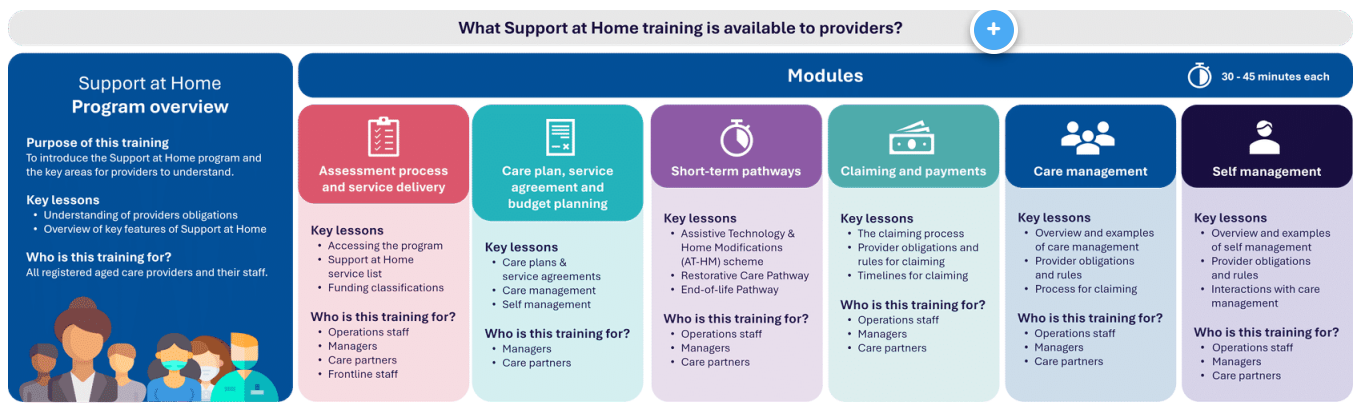 What Support at Home training is available to providers?
+
Support at Home
Program overview
Purpose of this training
To introduce the Support at Home program and
the key areas for providers to understand.
Key lessons
• Understanding of providers obligations
• Overview of key features of Support at Home
Who is this training for?
All registered aged care providers and their staff.
Modules
30 - 45 minutes each
Assessment process
and service delivery
Key lessons
• Accessing the program
• Support at Home
service list
• Funding classifications
Who is this training for?
• Operations staff
• Managers
• Care partners
• Frontline staff
Care plan, service
agreement and
budget planning
Key lessons
• Care plans &
service agreements
• Care management
• Self management
Who is this training for?
• Managers
• Care partners
Short-term pathways
Key lessons
• Assistive Technology &
Home Modifications
(AT-HM) scheme
• Restorative Care Pathway
• End-of-life Pathway
Who is this training for?
• Operations staff
• Managers
• Care partners
Claiming and payments
Key lessons
• The claiming process
• Provider obligations and
rules for claiming
• Timelines for claiming
Who is this training for?
• Operations staff
• Managers
• Care partners
Care management
Key lessons
• Overview and examples
of care management
• Provider obligations
and rules
• Process for claiming
Who is this training for?
• Operations staff
• Managers
• Care partners
Self management
Key lessons
• Overview and examples
of self management
• Provider obligations
and rules
• Interactions with care
management
Who is this training for?
• Operations staff
• Managers
• Care partners